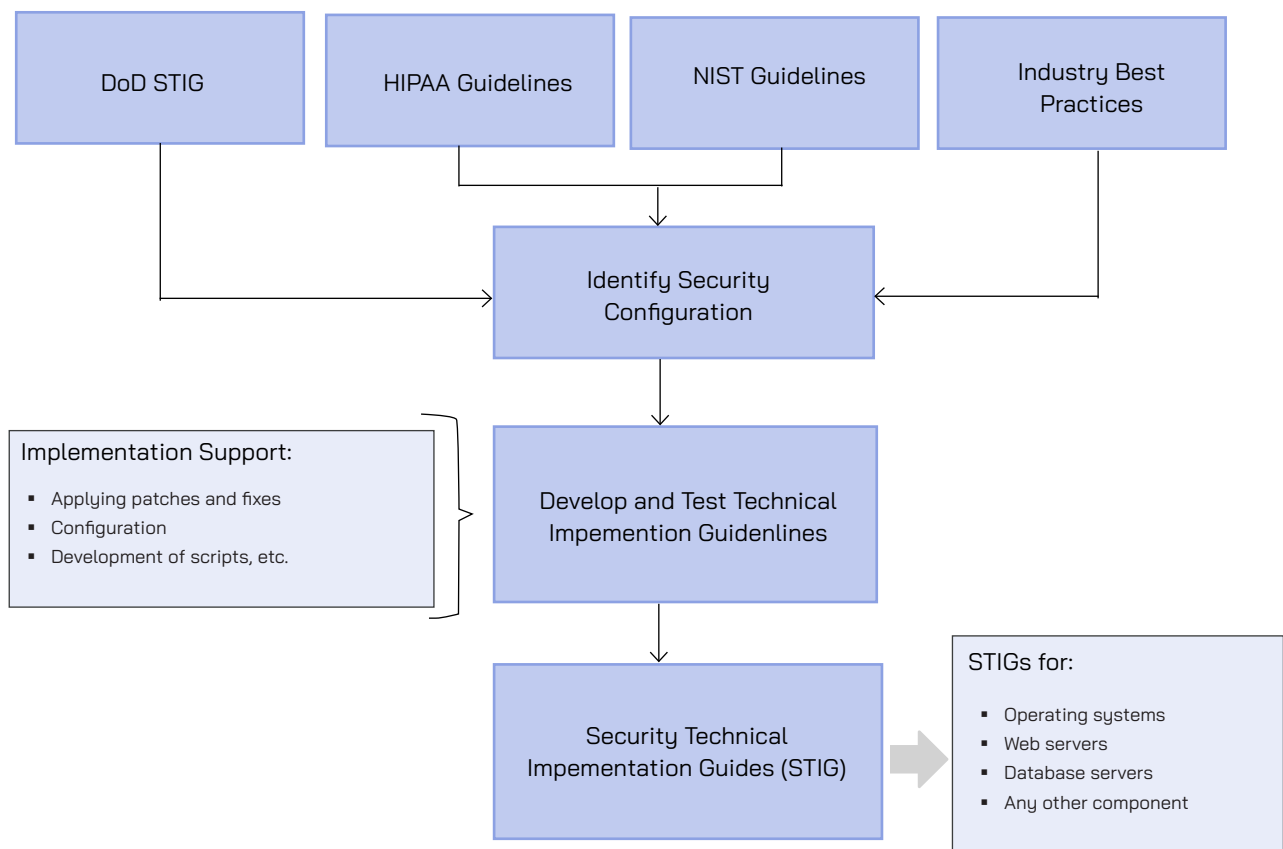 DoD STIG
HIPAA Guidelines
NIST Guidelines
Industry Best
Practices
Identify Security
Configuration
Implementation Support:
▪ Applying patches and fixes
▪ Configuration
▪ Development of scripts, etc.
Develop and Test Technical
Impemention Guidenlines
Security Technical
Impementation Guides (STIG)
STIGs for:
▪ Operating systems
▪ Web servers
▪ Database servers
▪ Any other component